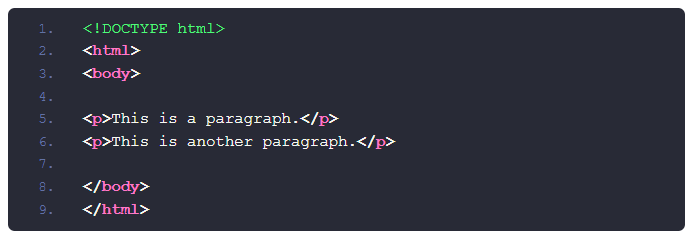 1. <!DOCTYPE html>
2. <html>
3. <body>
4.
5. <p>This is a paragraph.</p>
6. <p>This is another paragraph.</p>
7.
8. </body>
9. </html>